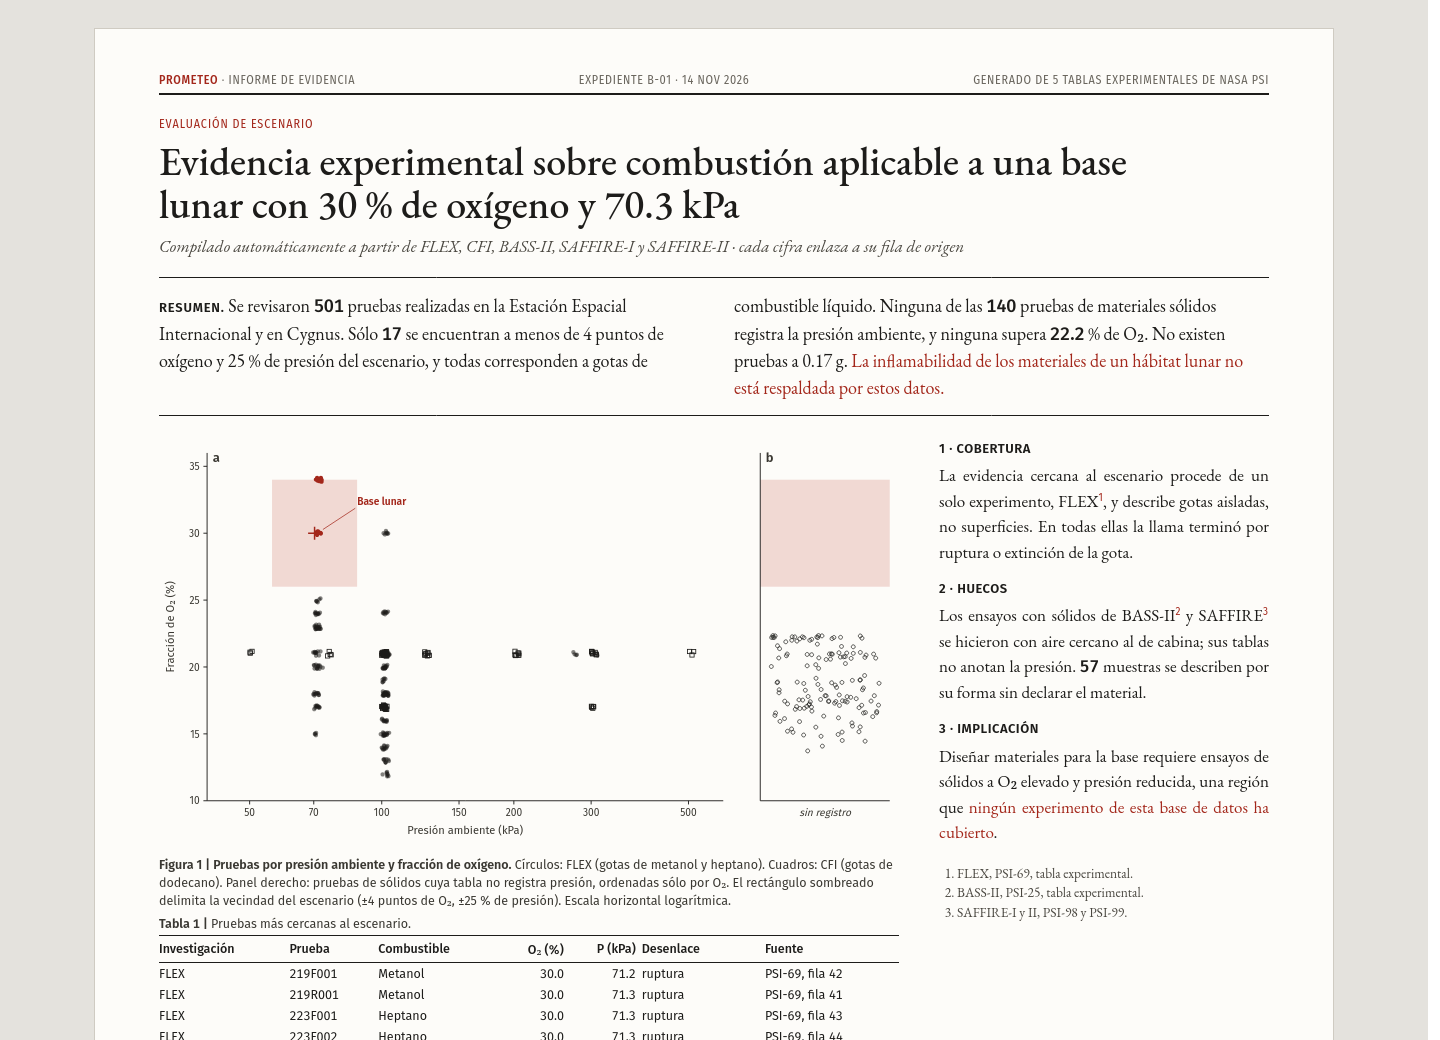 PROMETEO · INFORME DE EVIDENCIA
EXPEDIENTE B-01 · 14 NOV 2026
GENERADO DE 5 TABLAS EXPERIMENTALES DE NASA PSI
EVALUACIÓN DE ESCENARIO
Evidencia experimental sobre combustión aplicable a una base
lunar con 30 % de oxígeno y 70.3 kPa
Compilado automáticamente a partir de FLEX, CFI, BASS-II, SAFFIRE-I y SAFFIRE-II · cada cifra enlaza a su fila de origen
RESUMEN. Se revisaron 501 pruebas realizadas en la Estación Espacial
Internacional y en Cygnus. Sólo 17 se encuentran a menos de 4 puntos de
oxígeno y 25 % de presión del escenario, y todas corresponden a gotas de
combustible líquido. Ninguna de las 140 pruebas de materiales sólidos
registra la presión ambiente, y ninguna supera 22.2 % de O₂. No existen
pruebas a 0.17 g. La inflamabilidad de los materiales de un hábitat lunar no
está respaldada por estos datos.
a
Base lunar
35
30
25
20
15
10
Fracción de O₂ (%)
50
70
100
150
200
300
500
Presión ambiente (kPa)
b
sin registro
Figura 1 | Pruebas por presión ambiente y fracción de oxígeno. Círculos: FLEX (gotas de metanol y heptano). Cuadros: CFI (gotas de
dodecano). Panel derecho: pruebas de sólidos cuya tabla no registra presión, ordenadas sólo por O₂. El rectángulo sombreado
delimita la vecindad del escenario (±4 puntos de O₂, ±25 % de presión). Escala horizontal logarítmica.
Tabla 1 | Pruebas más cercanas al escenario.
Investigación Prueba Combustible O₂ (%) P (kPa) Desenlace Fuente
FLEX 219F001 Metanol 30.0 71.2 ruptura PSI-69, fila 42
FLEX 219R001 Metanol 30.0 71.3 ruptura PSI-69, fila 41
FLEX 223F001 Heptano 30.0 71.3 ruptura PSI-69, fila 43
FLEX 223F002 Heptano 30.0 71.3 ruptura PSI-69, fila 44
1 · COBERTURA
La evidencia cercana al escenario procede de un
solo experimento, FLEX¹, y describe gotas aisladas,
no superficies. En todas ellas la llama terminó por
ruptura o extinción de la gota.
2 · HUECOS
Los ensayos con sólidos de BASS-II² y SAFFIRE³
se hicieron con aire cercano al de cabina; sus tablas
no anotan la presión. 57 muestras se describen por
su forma sin declarar el material.
3 · IMPLICACIÓN
Diseñar materiales para la base requiere ensayos de
sólidos a O₂ elevado y presión reducida, una región
que ningún experimento de esta base de datos ha
cubierto.
1. FLEX, PSI-69, tabla experimental.
2. BASS-II, PSI-25, tabla experimental.
3. SAFFIRE-I y II, PSI-98 y PSI-99.